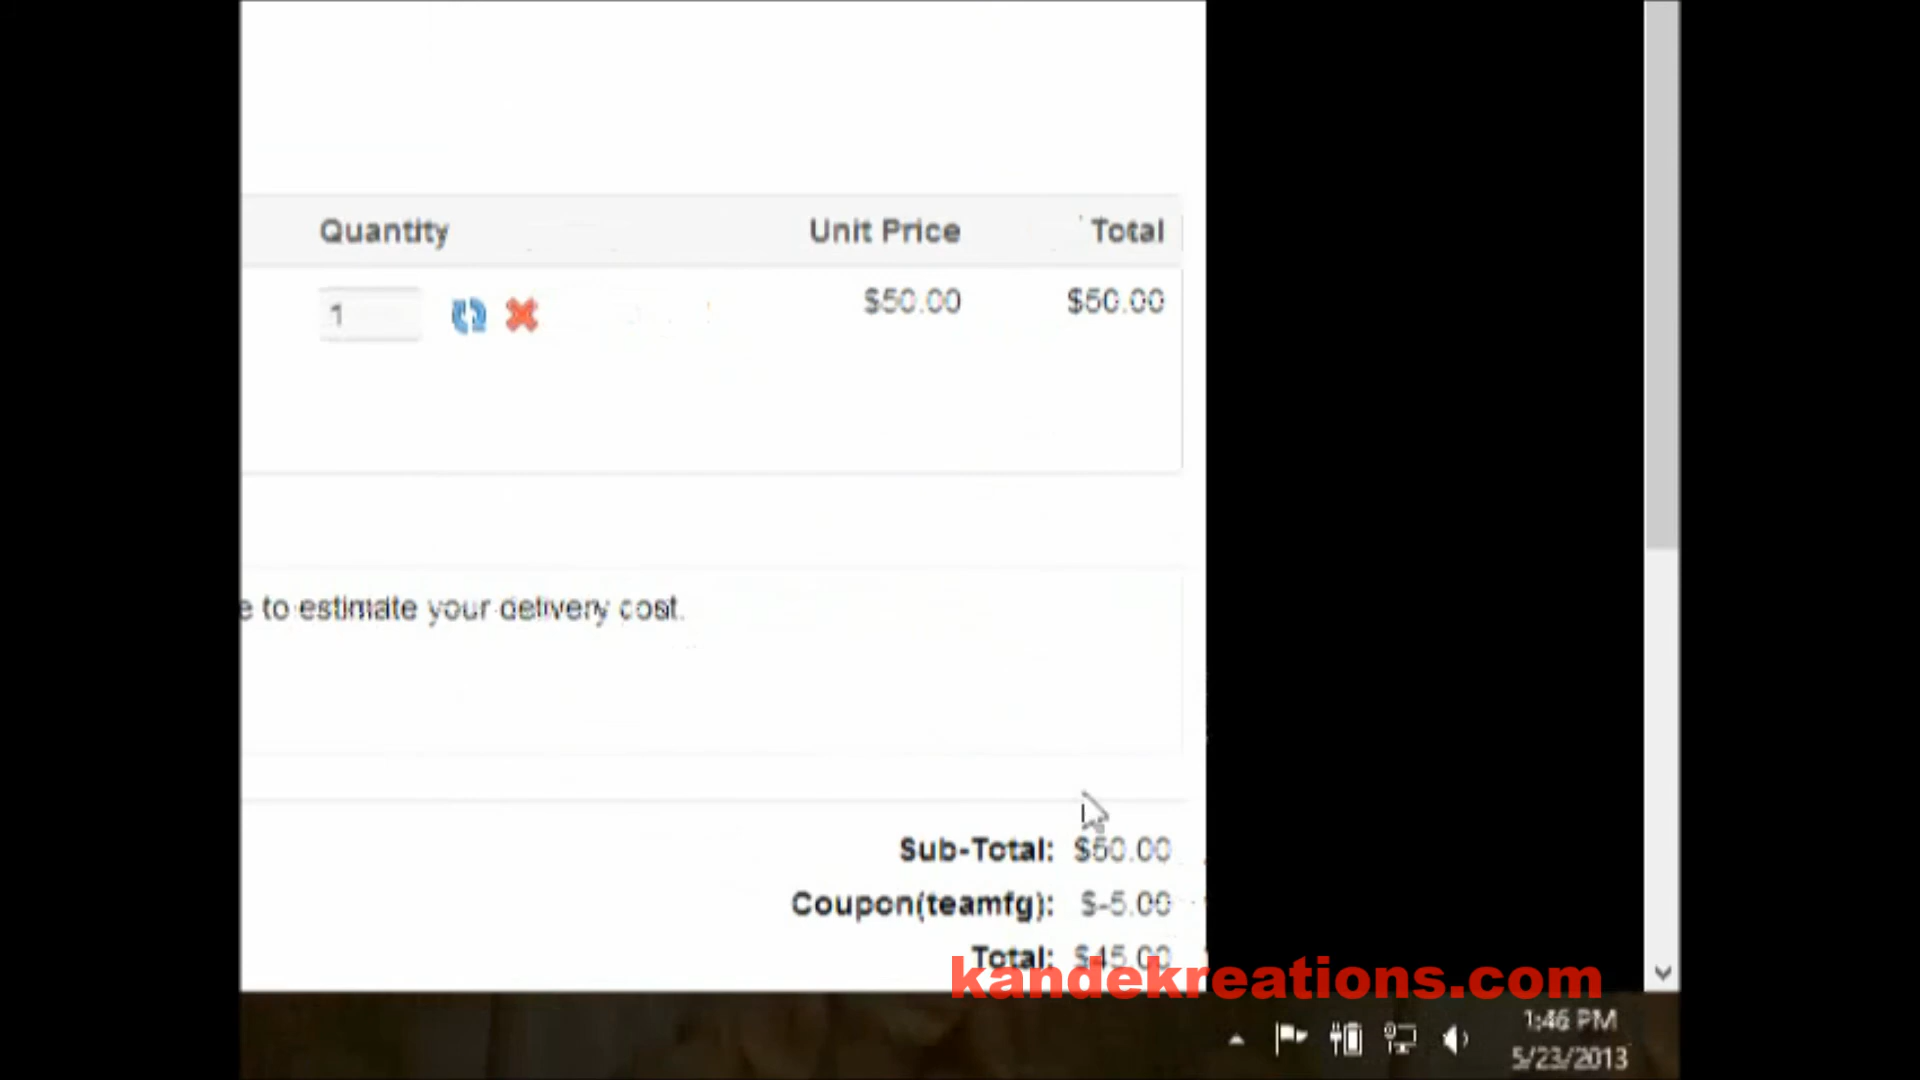 Quantity Unit Price Total
1 $50.00 $50.00
e to estimate your delivery cost.
Sub-Total: $50.00
Coupon(teamfg): $-5.00
Total: $45.00
kandekreations.com
1:46 PM
5/23/2013